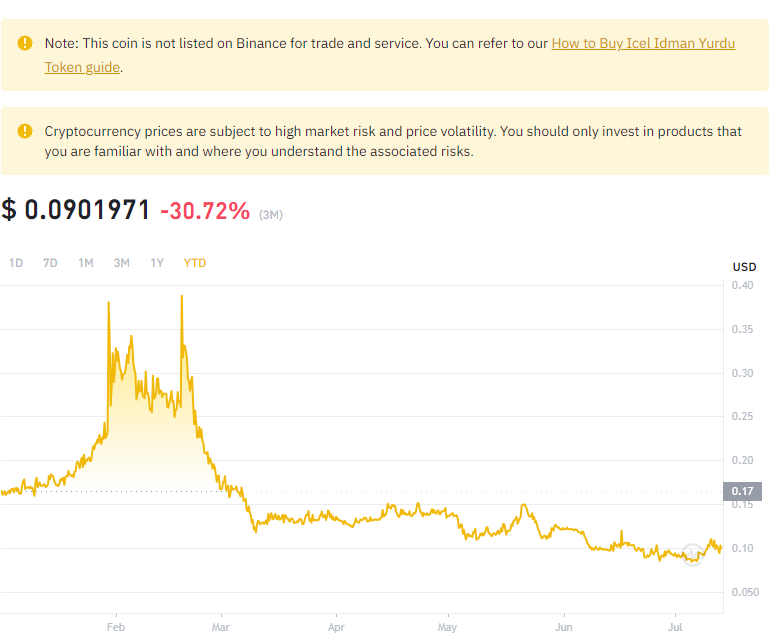 Note: This coin is not listed on Binance for trade and service. You can refer to our How to Buy Icel Idman Yurdu
Token guide.
Cryptocurrency prices are subject to high market risk and price volatility. You should only invest in products that
you are familiar with and where you understand the associated risks.
$ 0.0901971 -30.72% (3M)
1D 7D 1M 3M 1Y YTD
USD
0.40
0.35
0.30
0.25
0.20
0.17
0.15
0.10
0.050
Feb Mar Apr May Jun Jul